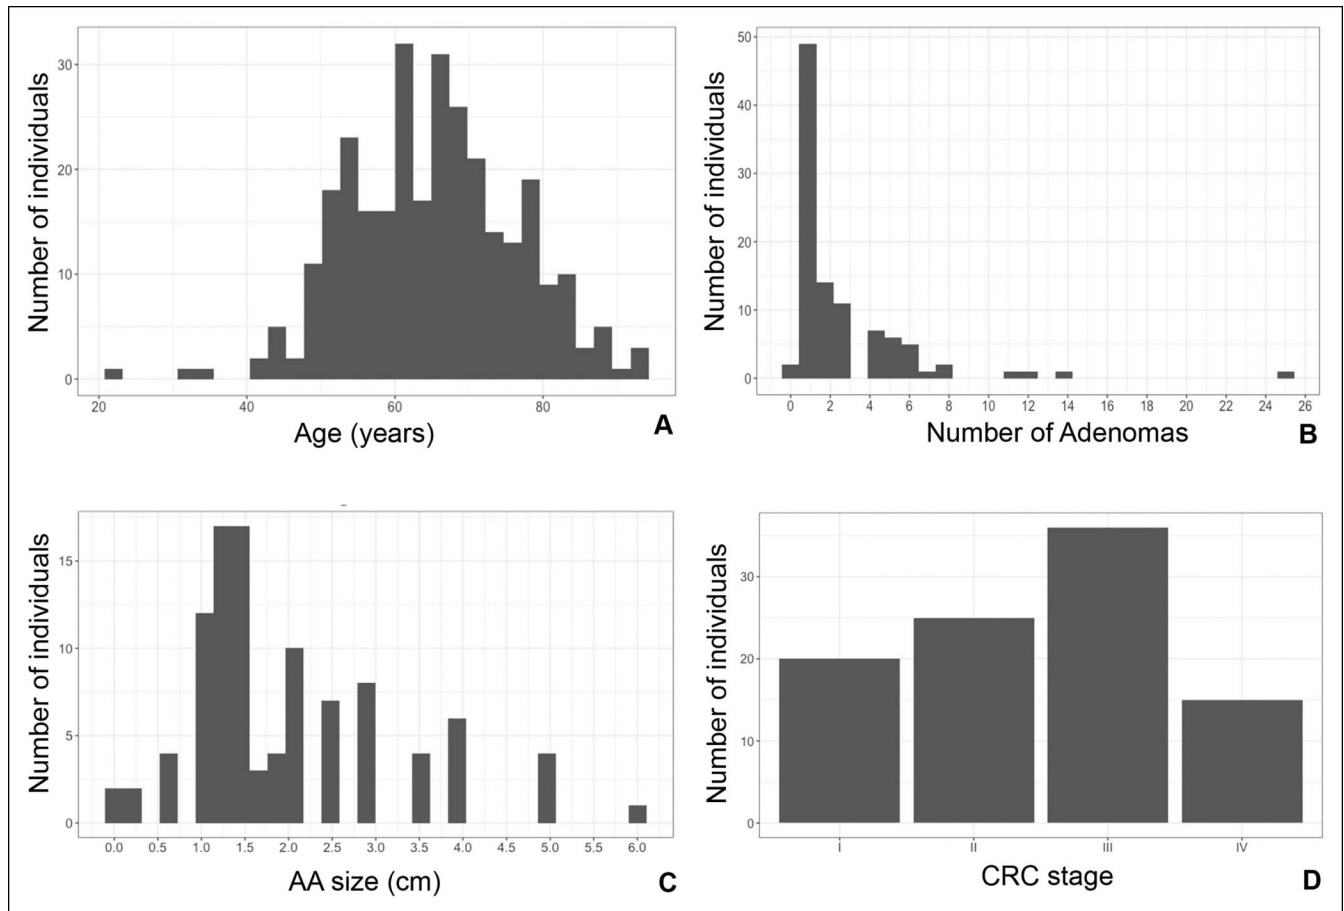 Number of individuals
30
20
10
0
20 40 60 80
Age (years)
A
Number of individuals
50
40
30
20
10
0
0 2 4 6 8 10 12 14 16 18 20 22 24 26
Number of Adenomas
B
Number of individuals
15
10
5
0
0.0 0.5 1.0 1.5 2.0 2.5 3.0 3.5 4.0 4.5 5.0 5.5 6.0
AA size (cm)
C
Number of individuals
30
20
10
0
I II III IV
CRC stage
D